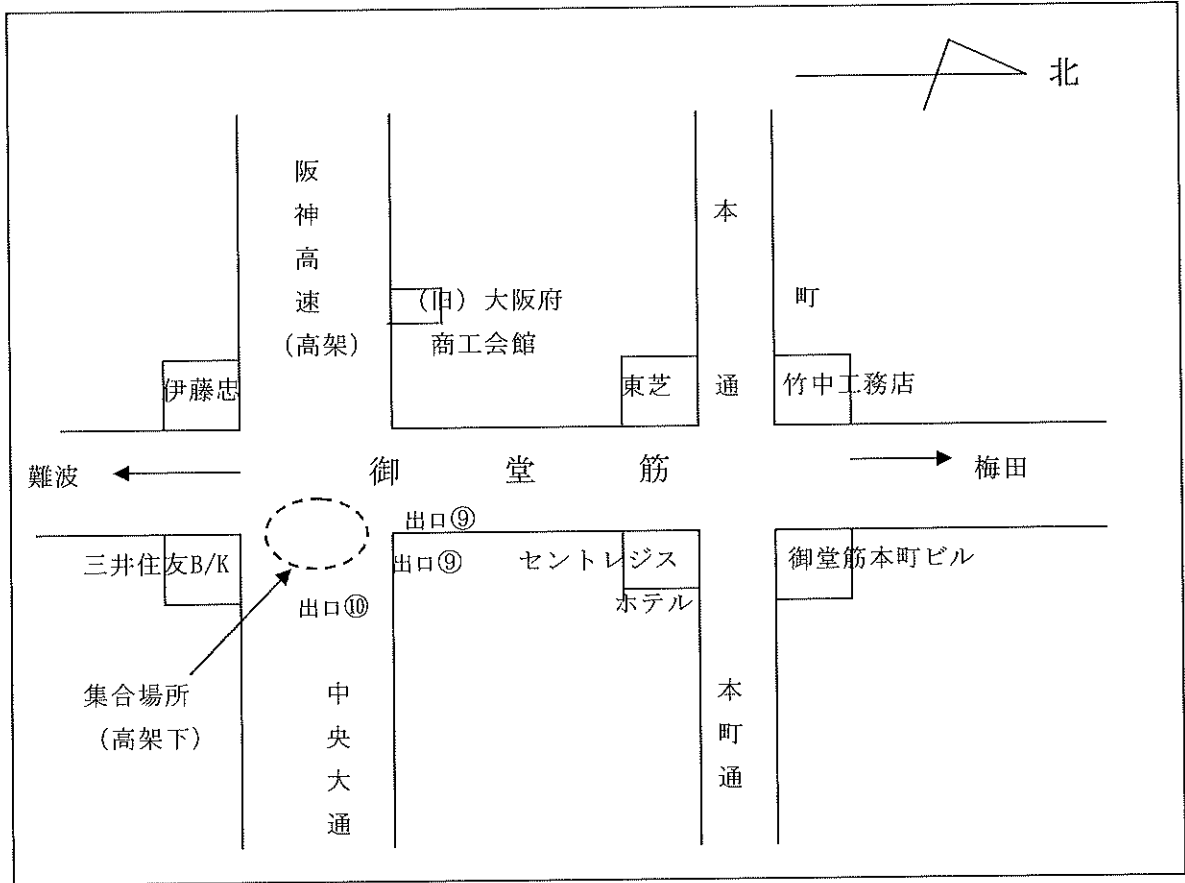 北
阪神高速
(高架)
(旧) 大阪府
商工会館
本
町
通
伊藤忠
東芝
竹中工務店
難波
御堂筋
梅田
出口⑨
三井住友B/K
出口⑨
セントレジス
ホテル
御堂筋本町ビル
出口⑩
集合場所
(高架下)
中央大通
本町通